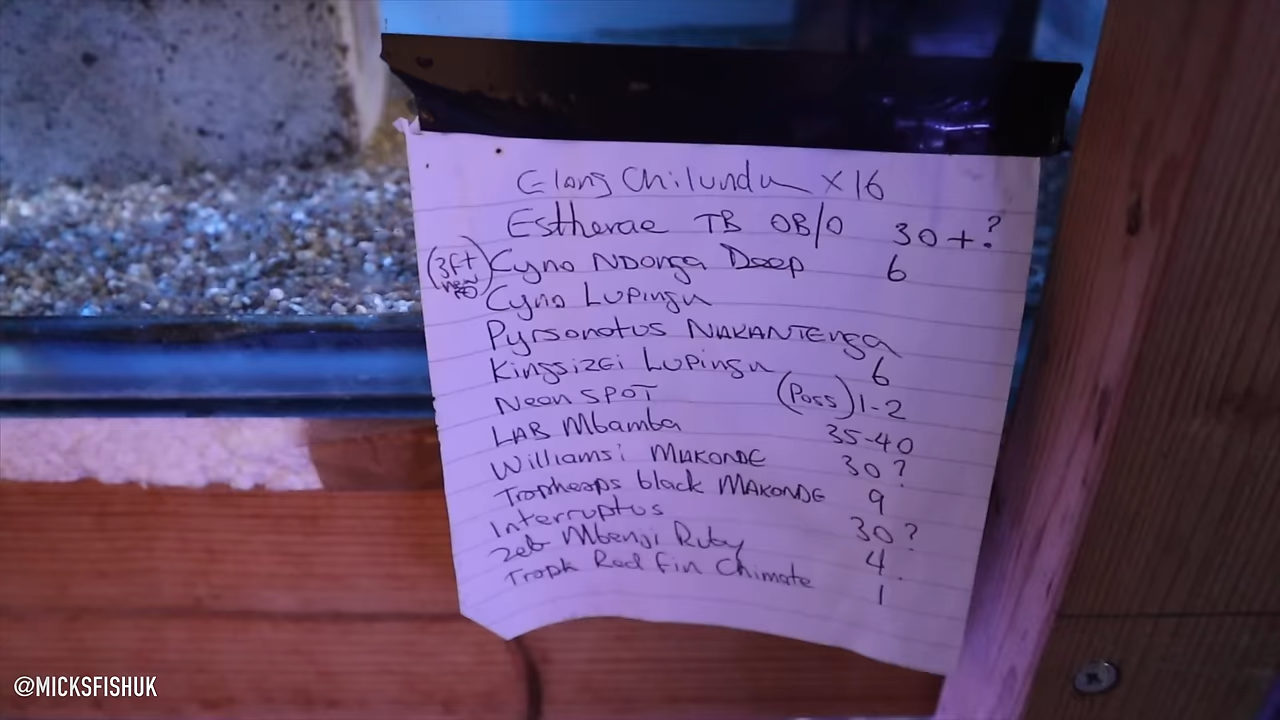 Elong Chilundu x16
Estherae TB OB/O 30+?
(3ft new) Cyno NDonga Deep 6
Cyno Lupingu
Pyrsonotus NAKANTENga
Kingsizei Lupingu 6
Neon SPOT (Poss) 1-2
LAB Mbamba 35-40
Williamsi MAKONDE 30?
Tropheops black MAKONDE 9
Interruptus 30?
Zeb Mbenji Ruby 4
Troph Red Fin Chimate 1
@MICKSFISHUK